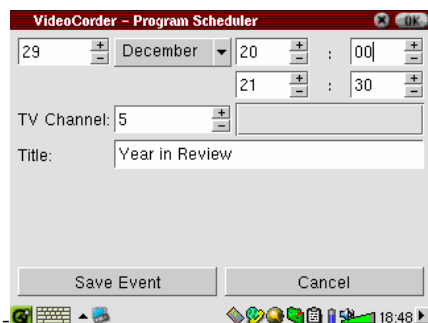 VideoCorder – Program Scheduler OK
29 December 20 : 00
21 : 30
TV Channel: 5
Title: Year in Review
Save Event Cancel
18:48